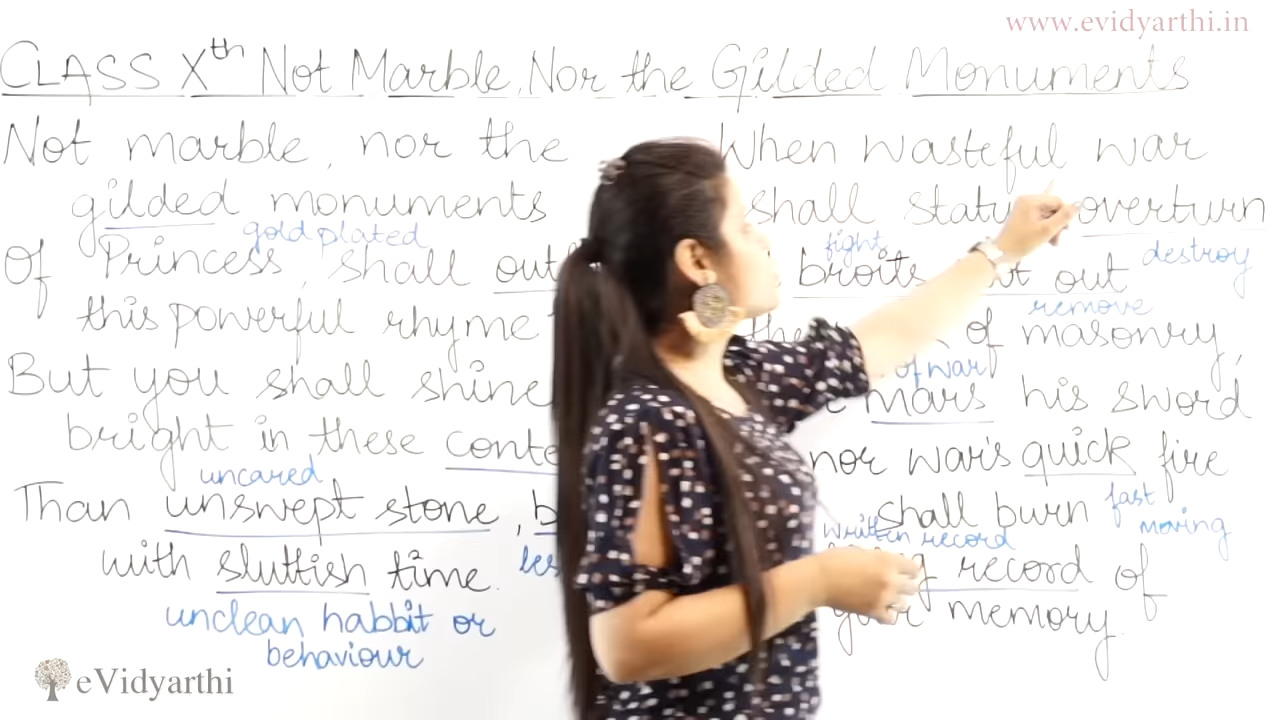 www.evidyarthi.in
CLASS Xth Not Marble, Nor the Gilded Monuments
Not marble, nor the
gilded monuments
gold plated
Of Princess, shall
this powerful rhyme
But you shall shine
bright in these
uncared
Than unswept stone,
with sluttish time.
unclean habbit or
behaviour
When wasteful war
shall overturn
fight
destroy
broits out
remove
of masonry,
of war
mars his sword
nor war's quick fire
shall burn fast
moving
written record
record of
your memory.
eVidyarthi